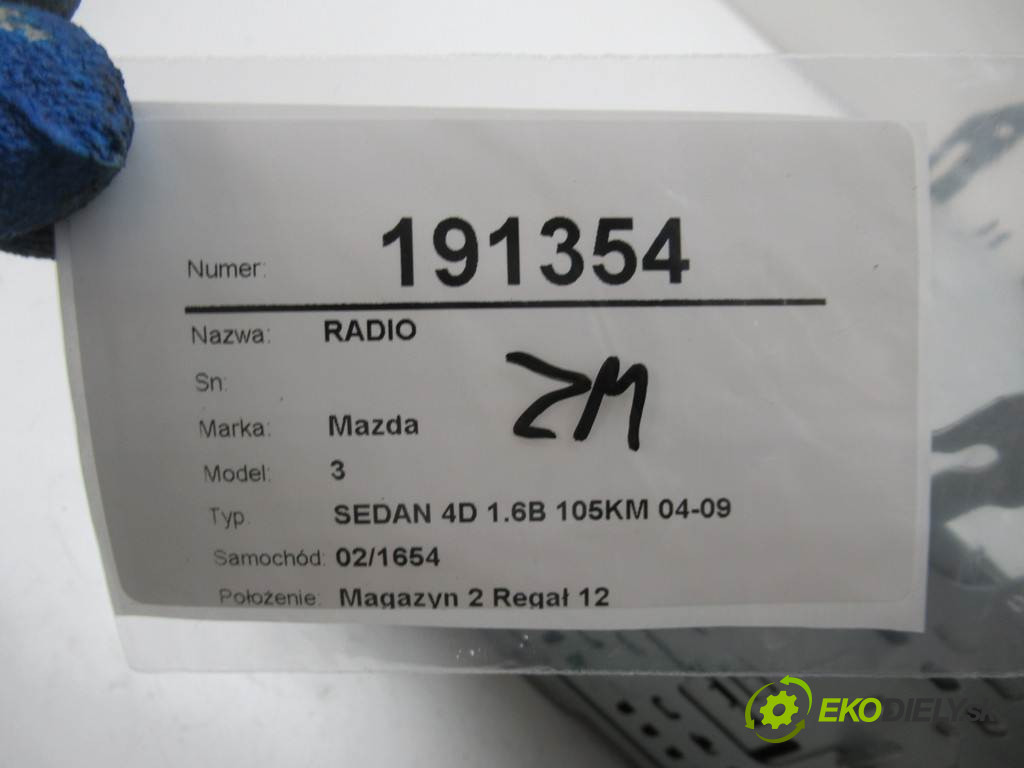 Numer: 191354
Nazwa: RADIO
Sn:
ZM
Marka: Mazda
Model: 3
Typ: SEDAN 4D 1.6B 105KM 04-09
Samochód: 02/1654
Położenie: Magazyn 2 Regał 12
EKODIELY.SK